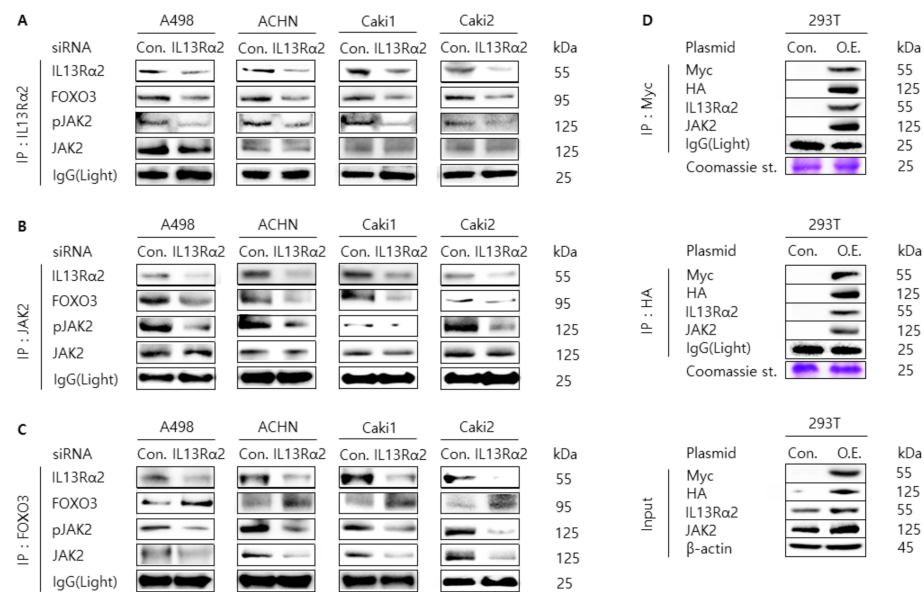 A
A498 ACHN Caki1 Caki2
siRNA Con. IL13Rα2 Con. IL13Rα2 Con. IL13Rα2 Con. IL13Rα2 kDa
IP : IL13Rα2
IL13Rα2 55
FOXO3 95
pJAK2 125
JAK2 125
IgG(Light) 25
B
A498 ACHN Caki1 Caki2
siRNA Con. IL13Rα2 Con. IL13Rα2 Con. IL13Rα2 Con. IL13Rα2 kDa
IP : JAK2
IL13Rα2 55
FOXO3 95
pJAK2 125
JAK2 125
IgG(Light) 25
C
A498 ACHN Caki1 Caki2
siRNA Con. IL13Rα2 Con. IL13Rα2 Con. IL13Rα2 Con. IL13Rα2 kDa
IP : FOXO3
IL13Rα2 55
FOXO3 95
pJAK2 125
JAK2 125
IgG(Light) 25
D
293T
Plasmid Con. O.E. kDa
IP : Myc
Myc 55
HA 125
IL13Rα2 55
JAK2 125
IgG(Light) 25
Coomassie st. 25
293T
Plasmid Con. O.E. kDa
IP : HA
Myc 55
HA 125
IL13Rα2 55
JAK2 125
IgG(Light) 25
Coomassie st. 25
293T
Plasmid Con. O.E. kDa
Input
Myc 55
HA 125
IL13Rα2 55
JAK2 125
β-actin 45